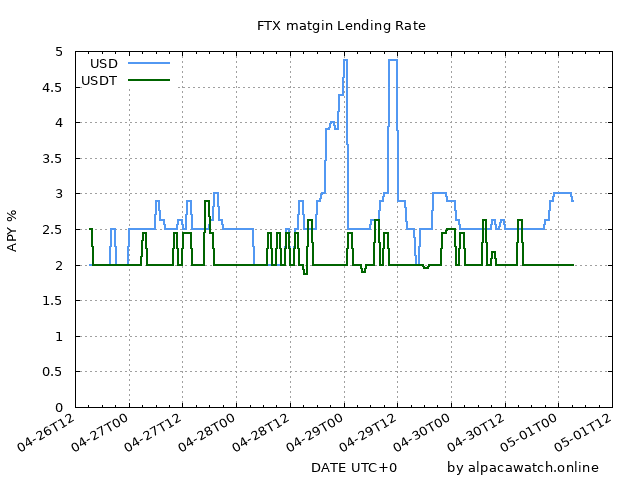 FTX matgin Lending Rate
USD
USDT
5
4.5
4
3.5
3
2.5
2
1.5
1
0.5
0
APY %
04-26T12
04-27T00
04-27T12
04-28T00
04-28T12
04-29T00
04-29T12
04-30T00
04-30T12
05-01T00
05-01T12
DATE UTC+0
by alpacawatch.online